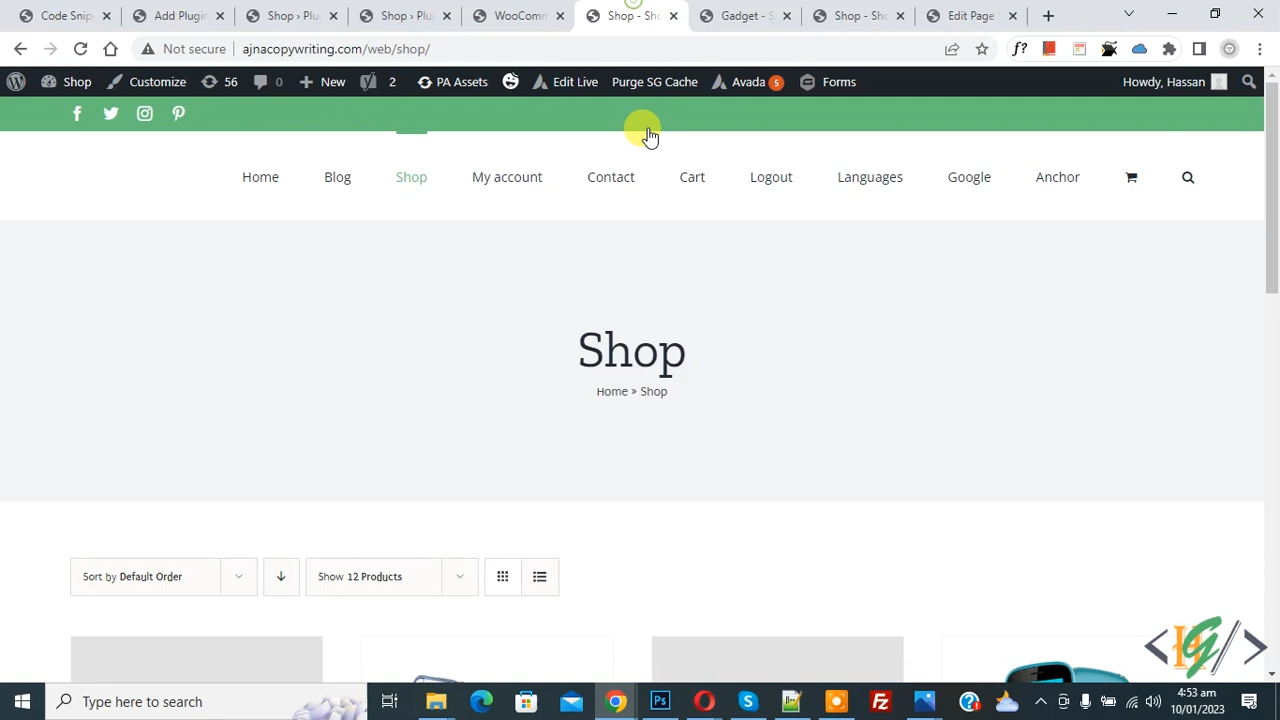 Code Snip
Add Plugin
Shop › Plu
Shop › Plu
WooComm
Shop - Sho
Gadget - S
Shop - Sho
Edit Page
Not secure
ajnacopywriting.com/web/shop/
f?
Shop
Customize
56
0
New
2
PA Assets
Edit Live
Purge SG Cache
Avada 5
Forms
Howdy, Hassan
Home
Blog
Shop
My account
Contact
Cart
Logout
Languages
Google
Anchor
Shop
Home » Shop
Sort by Default Order
Show 12 Products
<HG/>
Type here to search
4:53 am
10/01/2023